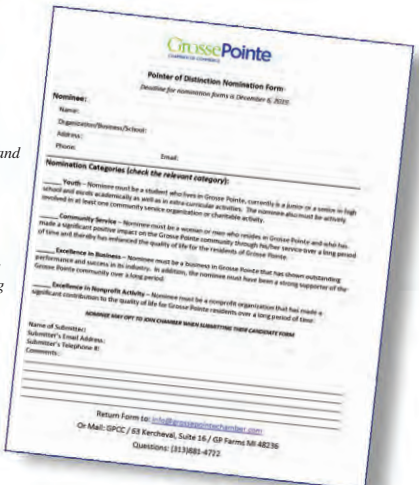 GrossePointe
CHAMBER OF COMMERCE
Pointer of Distinction Nomination Form
Deadline for nomination forms is December 6, 2019.
Nominee:
Name:
Organization/Business/School:
Address:
Phone: Email:
Nomination Categories (check the relevant category):
_____ Youth – Nominee must be a student who lives in Grosse Pointe, currently is a junior or a senior in high
school and excels academically as well as in extra-curricular activities. The nominee also must be actively
involved in at least one community service organization or charitable activity.
_____ Community Service – Nominee must be a woman or man who resides in Grosse Pointe and who has
made a significant positive impact on the Grosse Pointe community through his/her service over a long period
of time and thereby has enhanced the quality of life for the residents of Grosse Pointe.
_____ Excellence in Business – Nominee must be a business in Grosse Pointe that has shown outstanding
performance and success in its industry. In addition, the nominee must have been a strong supporter of the
Grosse Pointe community over a long period.
_____ Excellence in Nonprofit Activity – Nominee must be a nonprofit organization that has made a
significant contribution to the quality of life for Grosse Pointe residents over a long period of time.
NOMINEE MAY OPT TO JOIN CHAMBER WHEN SUBMITTING THEIR CANDIDATE FORM
Name of Submitter:
Submitter's Email Address:
Submitter's Telephone #:
Comments:
Return Form to: info@grossepointechamber.com
Or Mail: GPCC / 63 Kercheval, Suite 16 / GP Farms MI 48236
Questions: (313)881-4722
and